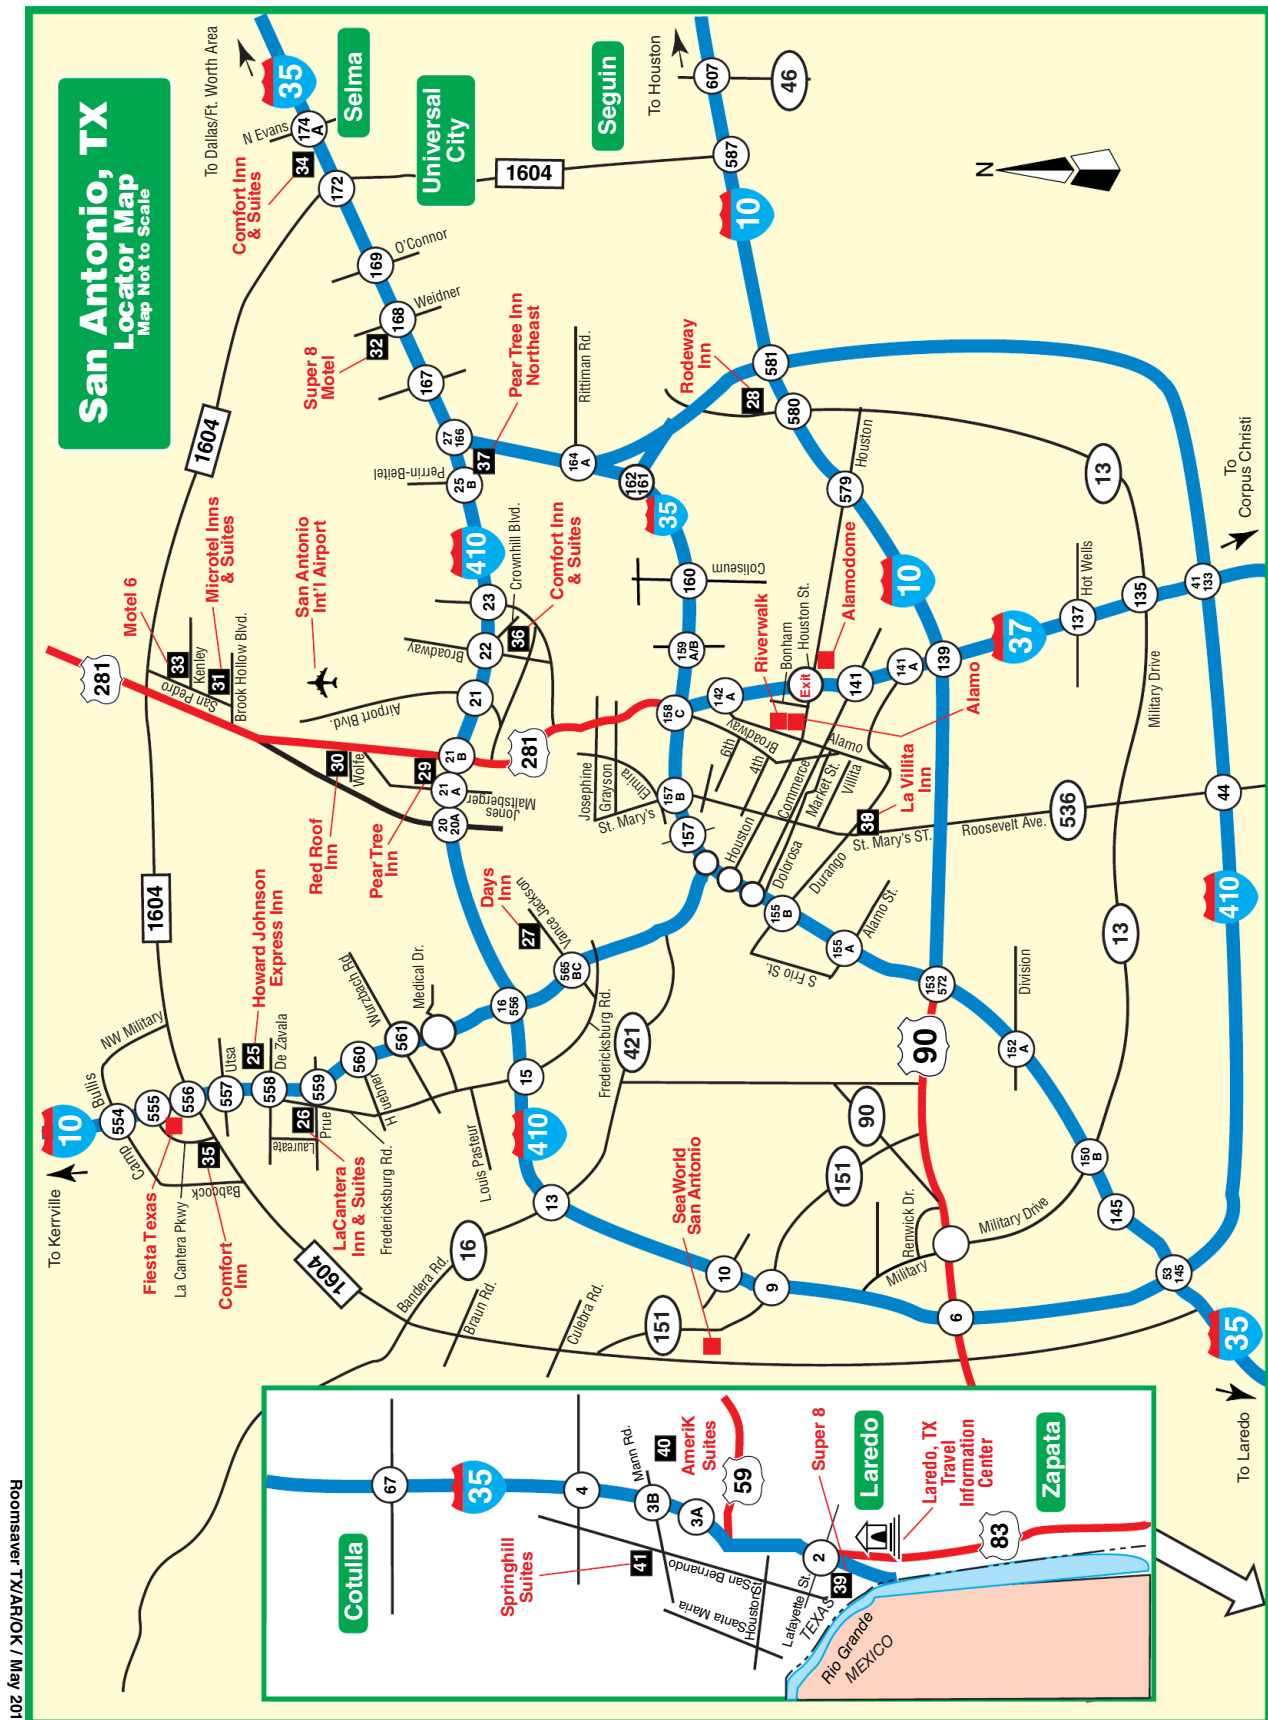 San Antonio, TX
Locator Map
Map Not to Scale
To Dallas/Ft. Worth Area
35
N Evans
174
A
Selma
Comfort Inn
& Suites
34
172
Universal
City
1604
Seguin
To Houston
607
46
587
10
N
169
O'Connor
168
Weidner
32
Super 8
Motel
167
1604
27
166
Perrin-Beitel
25
B
37
Pear Tree Inn
Northeast
Rittiman Rd.
164
A
162
161
35
Rodeway
Inn
28
581
580
579
Houston
13
To
Corpus Christi
Motel 6
33
Kenley
Microtel Inns
& Suites
31
Brook Hollow Blvd.
San Pedro
281
San Antonio
Int'l Airport
Airport Blvd.
410
23
Crownhill Blvd.
22
Broadway
36
Comfort Inn
& Suites
21
21
B
281
30
Wolfe
29
21
A
Jones
Maltsberger
20
20A
Red Roof
Inn
Pear Tree
Inn
160
Coliseum
159
A/B
158
C
142
A
Riverwalk
Bonham
Houston St.
Exit
Alamodome
141
141
A
139
10
37
137
Hot Wells
135
41
133
Military Drive
Alamo
Josephine
Grayson
Elmira
St. Mary's
157
B
157
6th
4th
Broadway
Alamo
Commerce
Market St.
Villita
La Villita
Inn
39
St. Mary's ST.
Roosevelt Ave.
536
44
410
13
Houston
Dolorosa
Durango
155
B
155
A
Alamo St.
S Frio St.
153
572
90
Division
152
A
1604
Howard Johnson
Express Inn
25
De Zavala
Utsa
NW Military
Bullis
Camp
10
To Kerrville
554
555
556
557
558
559
560
561
Wurzbach Rd.
Medical Dr.
Huebner
Prue
26
Laureate
LaCantera
Inn & Suites
Fredericksburg Rd.
Fiesta Texas
La Cantera Pkwy
Comfort
Inn
35
Babcock
1604
Days
Inn
27
Vance Jackson
565
BC
16
556
15
Fredericksburg Rd.
421
410
Louis Pasteur
13
Bandera Rd.
16
Braun Rd.
Culebra Rd.
SeaWorld
San Antonio
151
10
9
151
90
Renwick Dr.
Military
Military Drive
6
150
B
145
53
145
35
To Laredo
Cotulla
67
35
4
Mann Rd.
3B
3A
40
AmeriK
Suites
59
Springhill
Suites
41
San Bernando
Santa Maria
Houston St.
Lafayette St.
2
39
Super 8
Laredo
Laredo, TX
Travel
Information
Center
83
Zapata
TEXAS
Rio Grande
MEXICO
Roomsaver TX/AR/OK / May 201